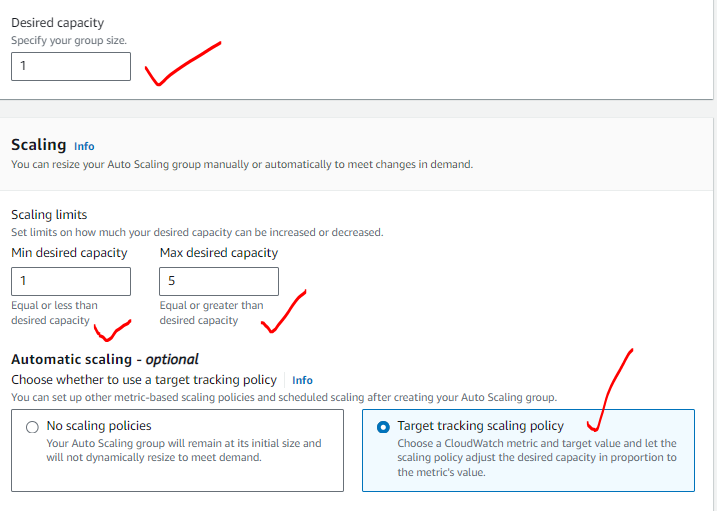 Desired capacity
Specify your group size.
1
Scaling Info
You can resize your Auto Scaling group manually or automatically to meet changes in demand.
Scaling limits
Set limits on how much your desired capacity can be increased or decreased.
Min desired capacity Max desired capacity
1 5
Equal or less than Equal or greater than
desired capacity desired capacity
Automatic scaling - optional
Choose whether to use a target tracking policy Info
You can set up other metric-based scaling policies and scheduled scaling after creating your Auto Scaling group.
No scaling policies
Your Auto Scaling group will remain at its initial size and
will not dynamically resize to meet demand.
Target tracking scaling policy
Choose a CloudWatch metric and target value and let the
scaling policy adjust the desired capacity in proportion to
the metric's value.